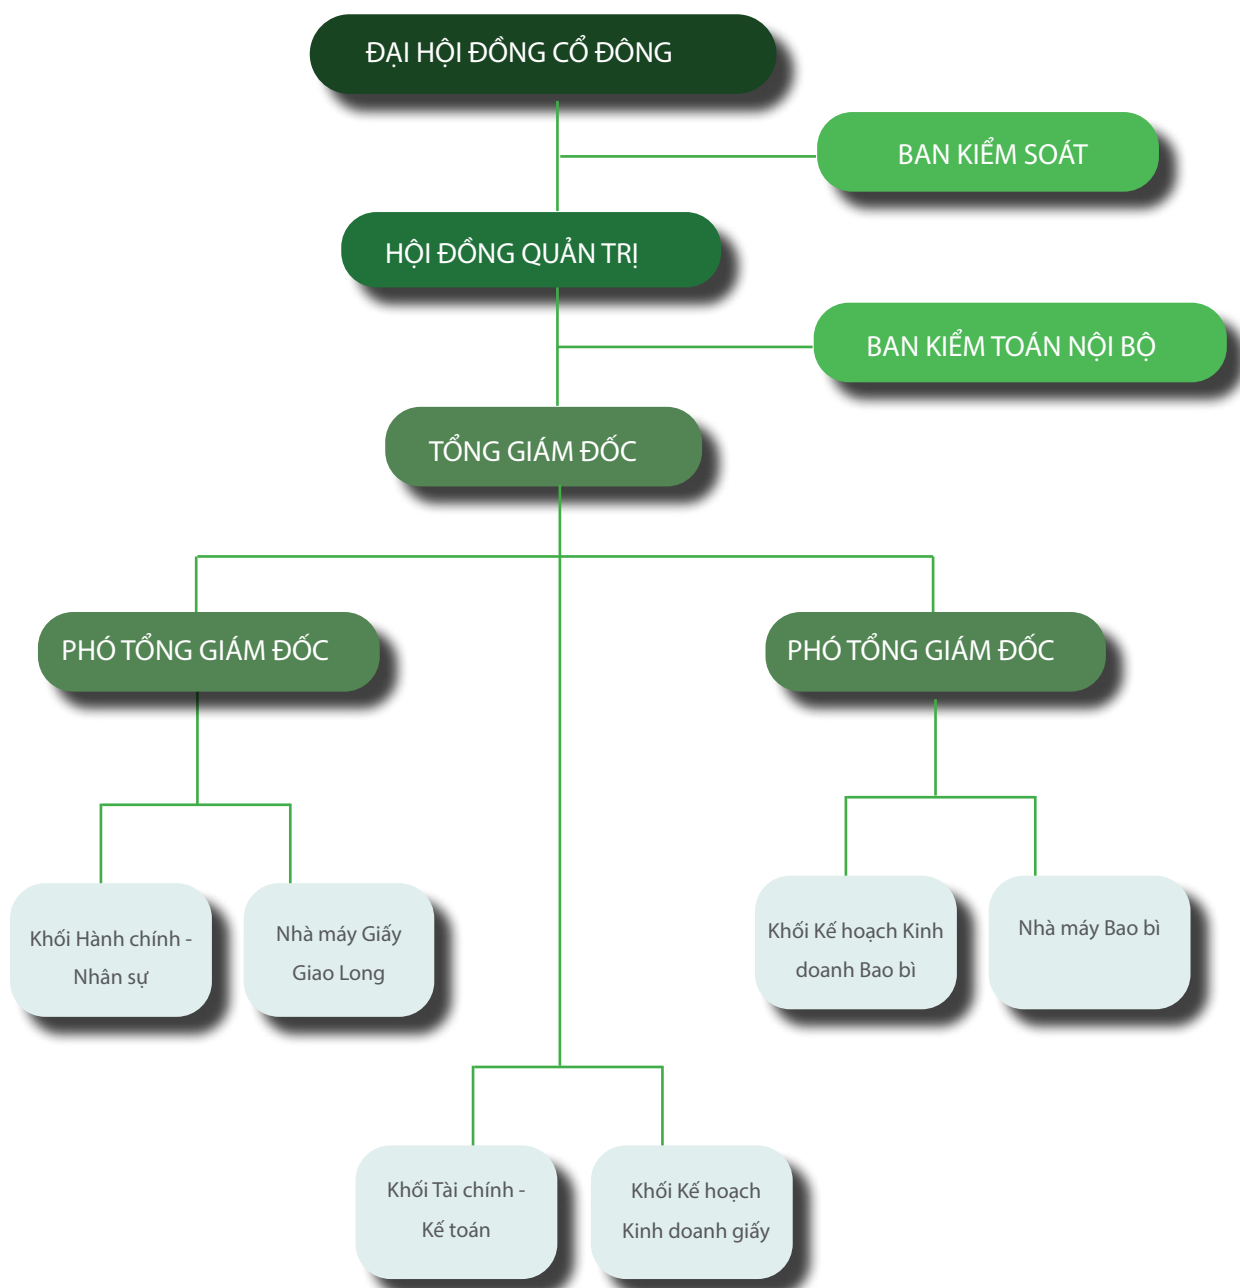 ĐẠI HỘI ĐỒNG CỔ ĐÔNG
BAN KIỂM SOÁT
HỘI ĐỒNG QUẢN TRỊ
BAN KIỂM TOÁN NỘI BỘ
TỔNG GIÁM ĐỐC
PHÓ TỔNG GIÁM ĐỐC
PHÓ TỔNG GIÁM ĐỐC
Khối Hành chính -
Nhân sự
Nhà máy Giấy
Giao Long
Khối Kế hoạch Kinh
doanh Bao bì
Nhà máy Bao bì
Khối Tài chính -
Kế toán
Khối Kế hoạch
Kinh doanh giấy